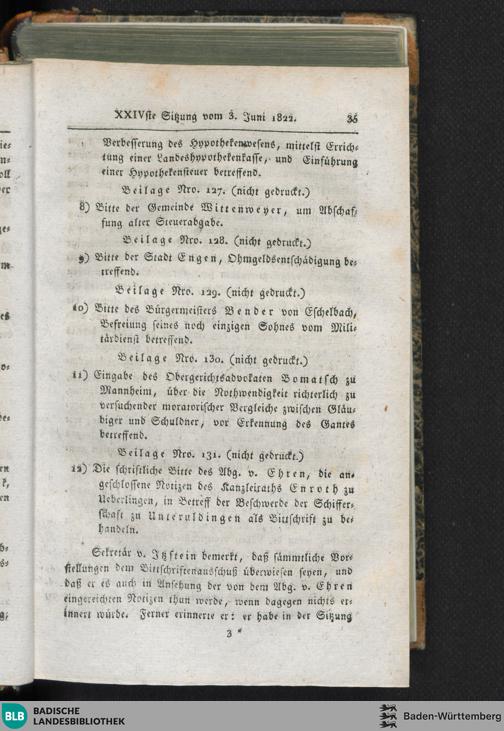 XXIVste Sitzung vom 3. Juni 1822. 35
Verbesserung des Hypothekenwesens, mittelst Errich-
tung einer Landeshypothekenkasse, und Einführung
einer Hypothekensteuer betreffend.
Beilage Nro. 127. (nicht gedruckt.)
8) Bitte der Gemeinde Wittenweyer, um Abschaf-
fung alter Steuerabgabe.
Beilage Nro. 128. (nicht gedruckt.)
9) Bitte der Stadt Engen, Ohmgeldsentschädigung be-
treffend.
Beilage Nro. 129. (nicht gedruckt.)
10) Bitte des Bürgermeisters Bender von Eschelbach,
Befreiung seines noch einzigen Sohnes vom Mili-
tärdienst betreffend.
Beilage Nro. 130. (nicht gedruckt.)
11) Eingabe des Obergerichtsadvokaten Bomatsch zu
Mannheim, über die Nothwendigkeit richterlich zu
versuchender moratorischer Vergleiche zwischen Gläu-
biger und Schuldner, vor Erkennung des Gantes
betreffend.
Beilage Nro. 131. (nicht gedruckt.)
12) Die schriftliche Bitte des Abg. v. Ehren, die an-
geschlossene Notizen des Kanzleiraths Enroth zu
Ueberlingen, in Betreff der Beschwerde der Schiffer-
schaft zu Unteruldingen als Bittschrift zu be-
handeln.
Sekretär v. Itzstein bemerkt, daß sämmtliche Vor-
stellungen dem Bittschriftenausschuß überwiesen seyen, und
daß er es auch in Ansehung der von dem Abg. v. Ehren
eingereichten Notizen thun werde, wenn dagegen nichts er-
innert würde. Ferner erinnerte er: er habe in der Sitzung
3 *
BLB BADISCHE
LANDESBIBLIOTHEK
Baden-Württemberg